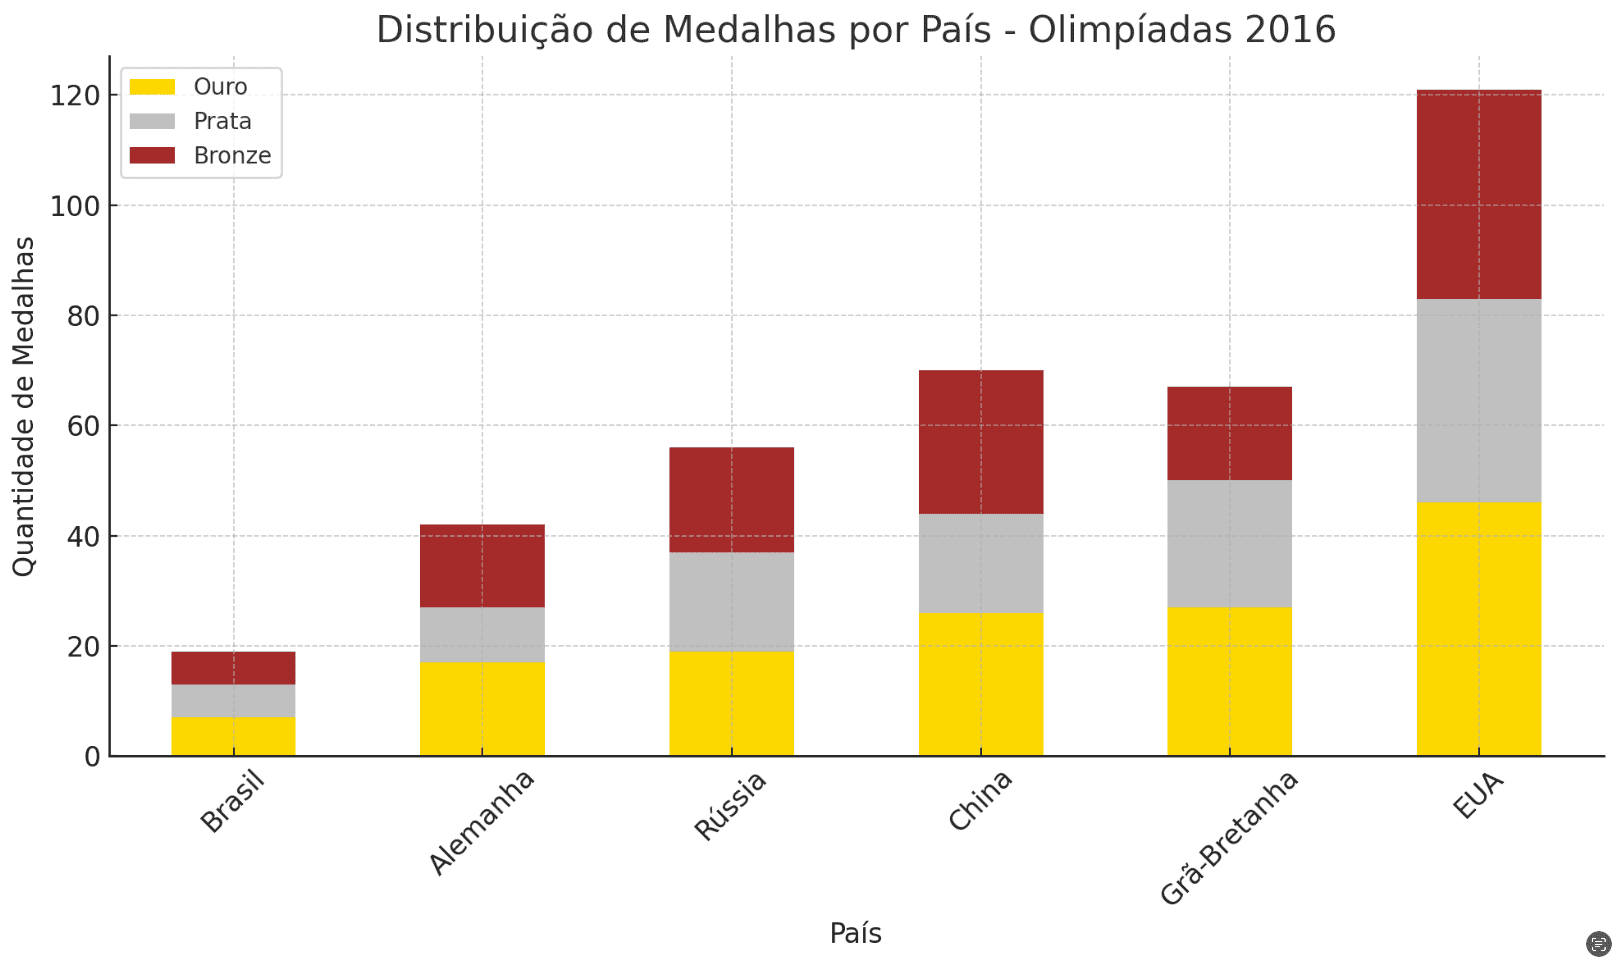 Distribuição de Medalhas por País - Olimpíadas 2016
Ouro
Prata
Bronze
Quantidade de Medalhas
120
100
80
60
40
20
0
Brasil
Alemanha
Rússia
China
Grã-Bretanha
EUA
País